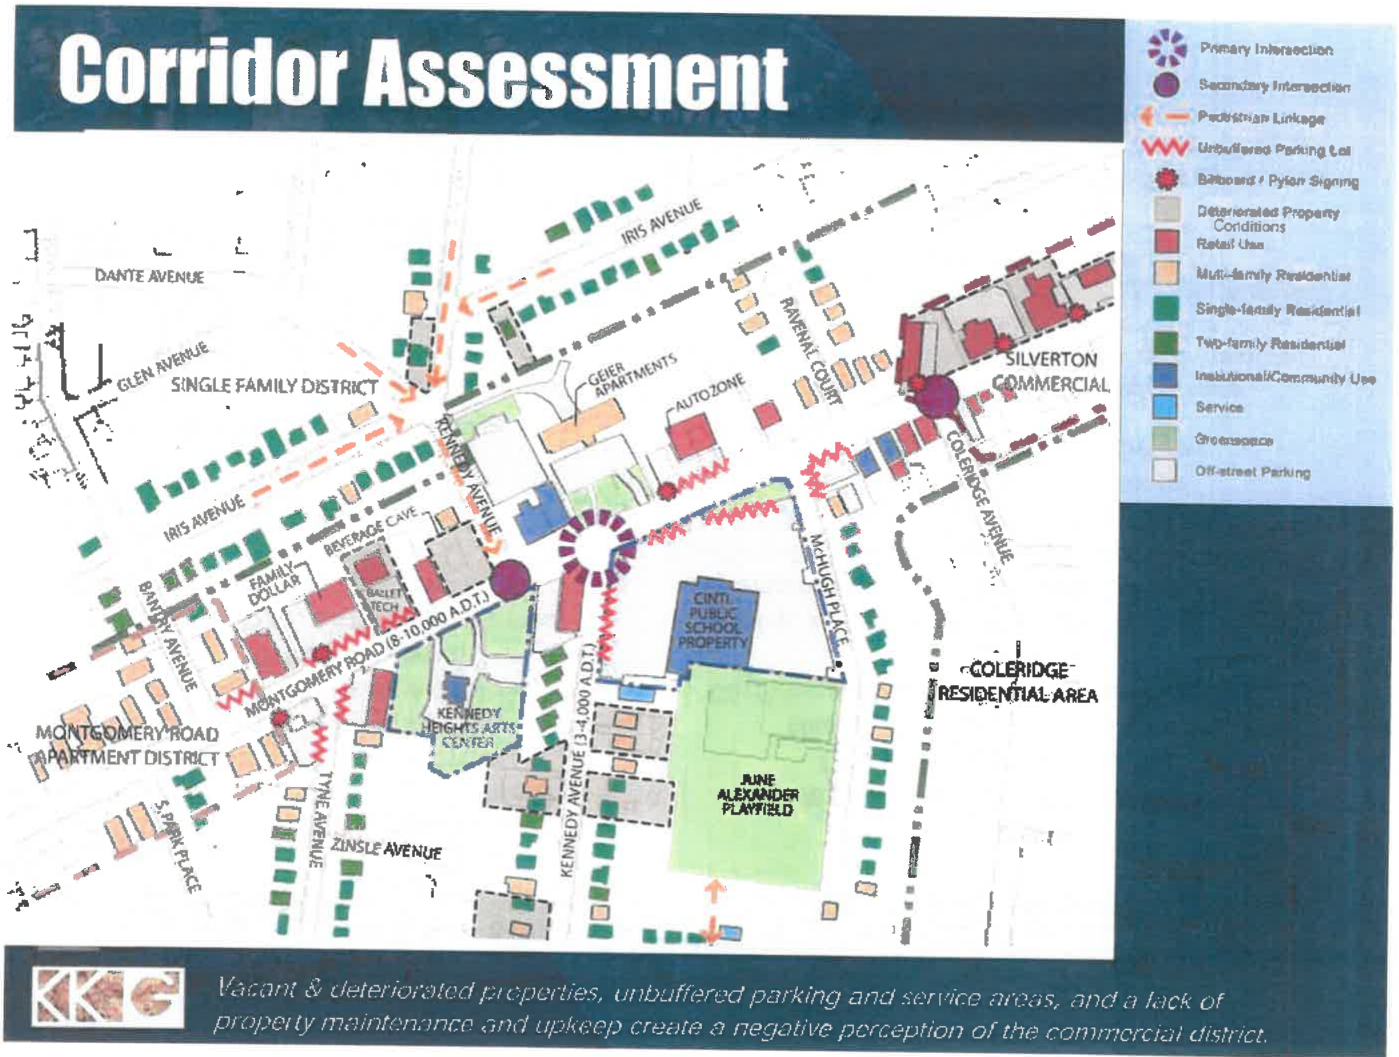 Corridor Assessment
Primary Intersection
Secondary Intersection
Pedestrian Linkage
Unbuffered Parking Lot
Billboard / Pylon Signing
Deteriorated Property
Conditions
Retail Use
Multi-family Residential
Single-family Residential
Two-family Residential
Institutional/Community Use
Service
Greenspace
Off-street Parking
IRIS AVENUE
DANTE AVENUE
GLEN AVENUE
SINGLE FAMILY DISTRICT
GEIER
APARTMENTS
AUTOZONE
RAVENAL COURT
SILVERTON
COMMERCIAL
KENNEDY AVENUE
IRIS AVENUE
BEVERAGE CAVE
FAMILY
DOLLAR
BALLET
TECH
BANTRY AVENUE
MONTGOMERY ROAD (8-10,000 A.D.T.)
COLERIDGE AVENUE
McHUGH PLACE
CINTI.
PUBLIC
SCHOOL
PROPERTY
COLERIDGE
RESIDENTIAL AREA
KENNEDY
HEIGHTS ARTS
CENTER
MONTGOMERY ROAD
APARTMENT DISTRICT
KENNEDY AVENUE (3-4,000 A.D.T.)
JUNE
ALEXANDER
PLAYFIELD
TYNE AVENUE
ZINSLE AVENUE
S. PARK PLACE
KKG
Vacant & deteriorated properties, unbuffered parking and service areas, and a lack of
property maintenance and upkeep create a negative perception of the commercial district.